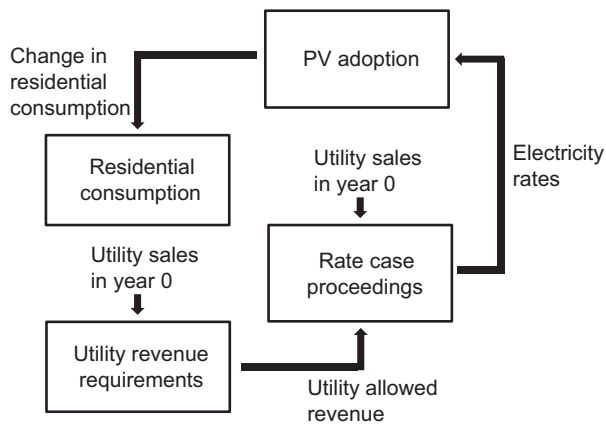 PV adoption
Change in
residential
consumption
Residential
consumption
Utility sales
in year 0
Electricity
rates
Rate case
proceedings
Utility sales
in year 0
Utility revenue
requirements
Utility allowed
revenue